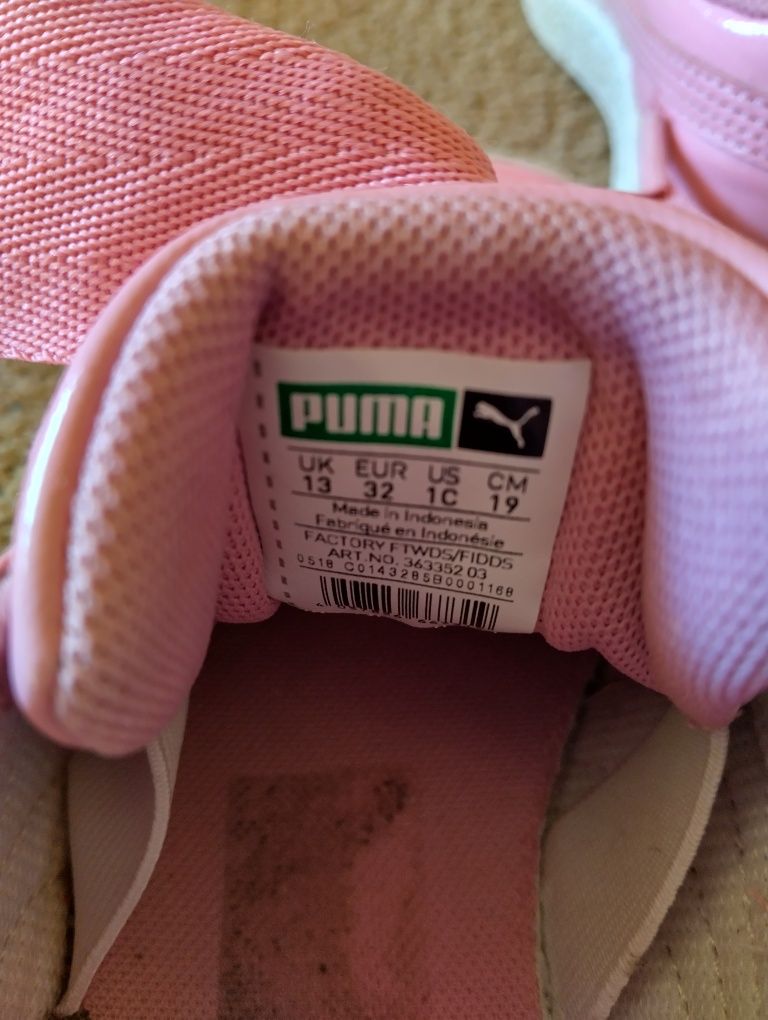 PUMA
UK EUR US CM
13 32 1C 19
Made in Indonesia
Fabriqué en Indonésie
FACTORY FTWDS/FIDDS
ART.NO. 363352 03
0518 C0143285B0001168